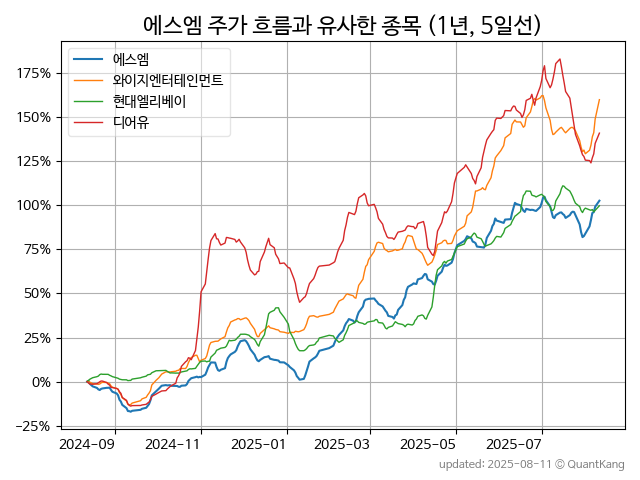 에스엠 주가 흐름과 유사한 종목 (1년, 5일선)
에스엠
와이지엔터테인먼트
현대엘리베이
디어유
175%
150%
125%
100%
75%
50%
25%
0%
−25%
2024-09 2024-11 2025-01 2025-03 2025-05 2025-07
updated: 2025-08-11 © QuantKang